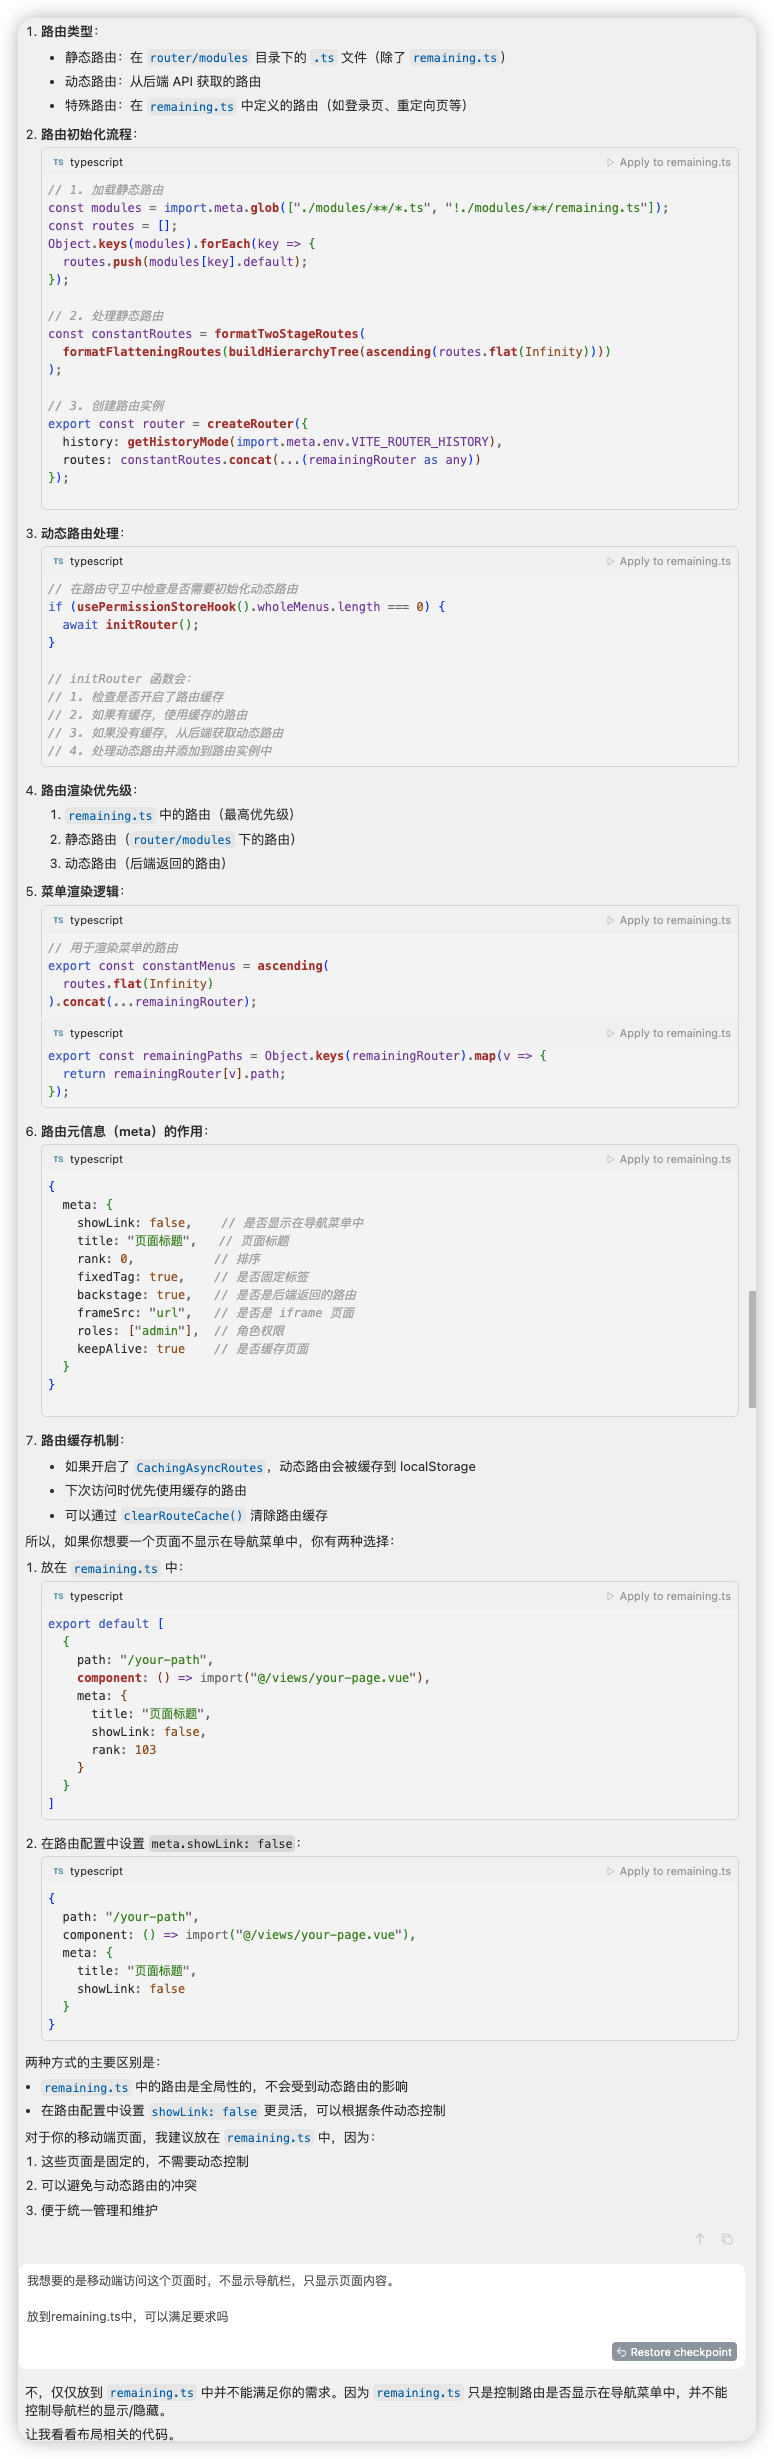 1. 路由类型：
• 静态路由：在 router/modules 目录下的 .ts 文件（除了 remaining.ts）
• 动态路由：从后端 API 获取的路由
• 特殊路由：在 remaining.ts 中定义的路由（如登录页、重定向页等）
2. 路由初始化流程：
TS typescript
Apply to remaining.ts
// 1. 加载静态路由
const modules = import.meta.glob(["./modules/**/*.ts", "!./modules/**/remaining.ts"]);
const routes = [];
Object.keys(modules).forEach(key => {
  routes.push(modules[key].default);
});
// 2. 处理静态路由
const constantRoutes = formatTwoStageRoutes(
  formatFlatteningRoutes(buildHierarchyTree(ascending(routes.flat(Infinity))))
);
// 3. 创建路由实例
export const router = createRouter({
  history: getHistoryMode(import.meta.env.VITE_ROUTER_HISTORY),
  routes: constantRoutes.concat(...(remainingRouter as any))
});
3. 动态路由处理：
TS typescript
Apply to remaining.ts
// 在路由守卫中检查是否需要初始化动态路由
if (usePermissionStoreHook().wholeMenus.length === 0) {
  await initRouter();
}
// initRouter 函数会：
// 1. 检查是否开启了路由缓存
// 2. 如果有缓存，使用缓存的路由
// 3. 如果没有缓存，从后端获取动态路由
// 4. 处理动态路由并添加到路由实例中
4. 路由渲染优先级：
1. remaining.ts 中的路由（最高优先级）
2. 静态路由（router/modules 下的路由）
3. 动态路由（后端返回的路由）
5. 菜单渲染逻辑：
TS typescript
Apply to remaining.ts
// 用于渲染菜单的路由
export const constantMenus = ascending(
  routes.flat(Infinity)
).concat(...remainingRouter);
TS typescript
Apply to remaining.ts
export const remainingPaths = Object.keys(remainingRouter).map(v => {
  return remainingRouter[v].path;
});
6. 路由元信息（meta）的作用：
TS typescript
Apply to remaining.ts
{
  meta: {
    showLink: false,    // 是否显示在导航菜单中
    title: "页面标题",   // 页面标题
    rank: 0,           // 排序
    fixedTag: true,    // 是否固定标签
    backstage: true,   // 是否是后端返回的路由
    frameSrc: "url",   // 是否是 iframe 页面
    roles: ["admin"],  // 角色权限
    keepAlive: true    // 是否缓存页面
  }
}
7. 路由缓存机制：
• 如果开启了 CachingAsyncRoutes，动态路由会被缓存到 localStorage
• 下次访问时优先使用缓存的路由
• 可以通过 clearRouteCache() 清除路由缓存
所以，如果你想要一个页面不显示在导航菜单中，你有两种选择：
1. 放在 remaining.ts 中：
TS typescript
Apply to remaining.ts
export default [
  {
    path: "/your-path",
    component: () => import("@/views/your-page.vue"),
    meta: {
      title: "页面标题",
      showLink: false,
      rank: 103
    }
  }
]
2. 在路由配置中设置 meta.showLink: false：
TS typescript
Apply to remaining.ts
{
  path: "/your-path",
  component: () => import("@/views/your-page.vue"),
  meta: {
    title: "页面标题",
    showLink: false
  }
}
两种方式的主要区别是：
• remaining.ts 中的路由是全局性的，不会受到动态路由的影响
• 在路由配置中设置 showLink: false 更灵活，可以根据条件动态控制
对于你的移动端页面，我建议放在 remaining.ts 中，因为：
1. 这些页面是固定的，不需要动态控制
2. 可以避免与动态路由的冲突
3. 便于统一管理和维护
我想要的是移动端访问这个页面时，不显示导航栏，只显示页面内容。
放到remaining.ts中，可以满足要求吗
Restore checkpoint
不，仅仅放到 remaining.ts 中并不能满足你的需求。因为 remaining.ts 只是控制路由是否显示在导航菜单中，并不能
控制导航栏的显示/隐藏。
让我看看布局相关的代码。